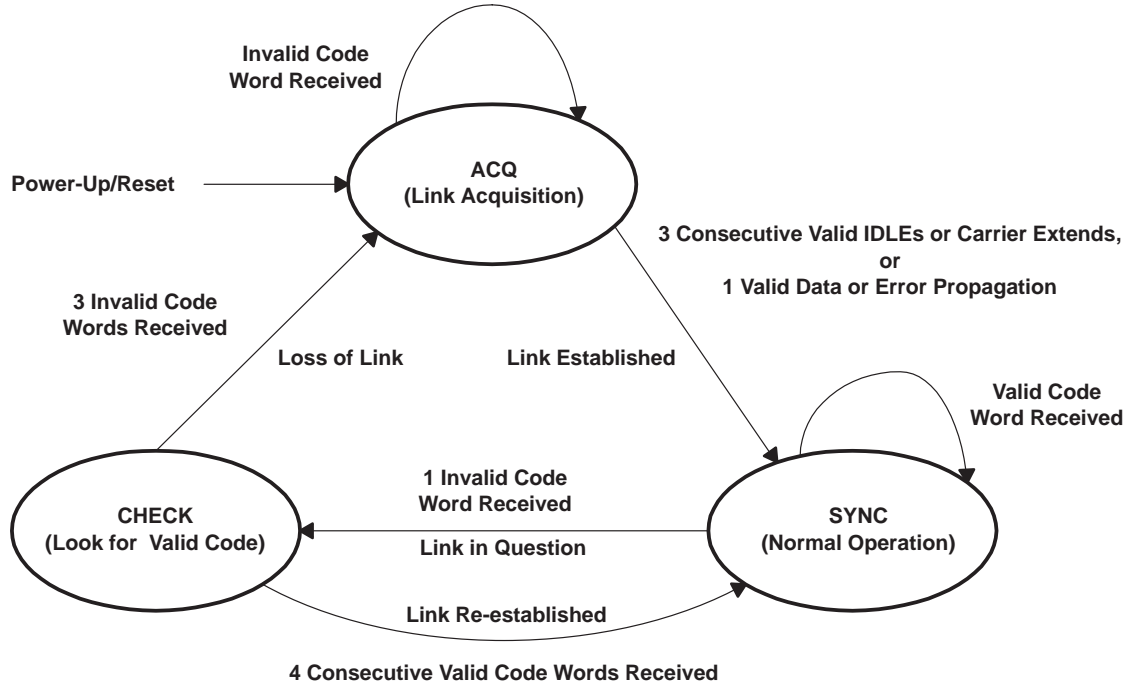 Invalid Code
Word Received
ACQ
(Link Acquisition)
Power-Up/Reset
3 Consecutive Valid IDLEs or Carrier Extends,
or
1 Valid Data or Error Propagation
3 Invalid Code
Words Received
Loss of Link
Link Established
Valid Code
Word Received
1 Invalid Code
Word Received
CHECK
(Look for Valid Code)
SYNC
(Normal Operation)
Link in Question
Link Re-established
4 Consecutive Valid Code Words Received